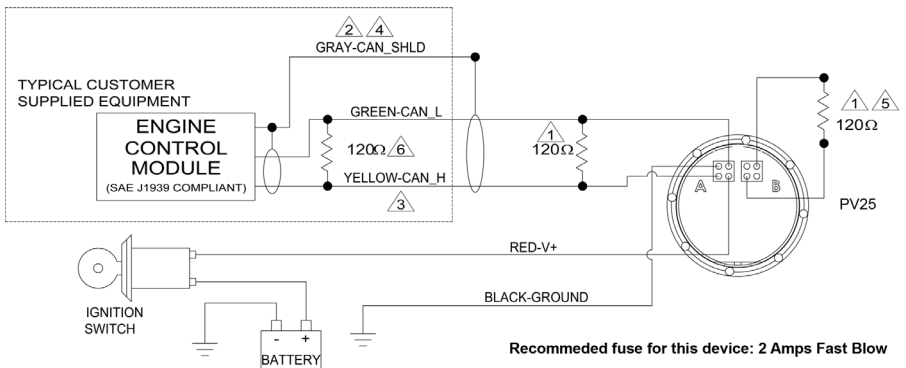 2 4
GRAY-CAN_SHLD
TYPICAL CUSTOMER
SUPPLIED EQUIPMENT
GREEN-CAN_L
ENGINE
CONTROL
MODULE
(SAE J1939 COMPLIANT)
120Ω 6
YELLOW-CAN_H
3
1
120Ω
1 5
120Ω
A
B
PV25
RED-V+
BLACK-GROUND
IGNITION
SWITCH
- +
BATTERY
Recommeded fuse for this device: 2 Amps Fast Blow